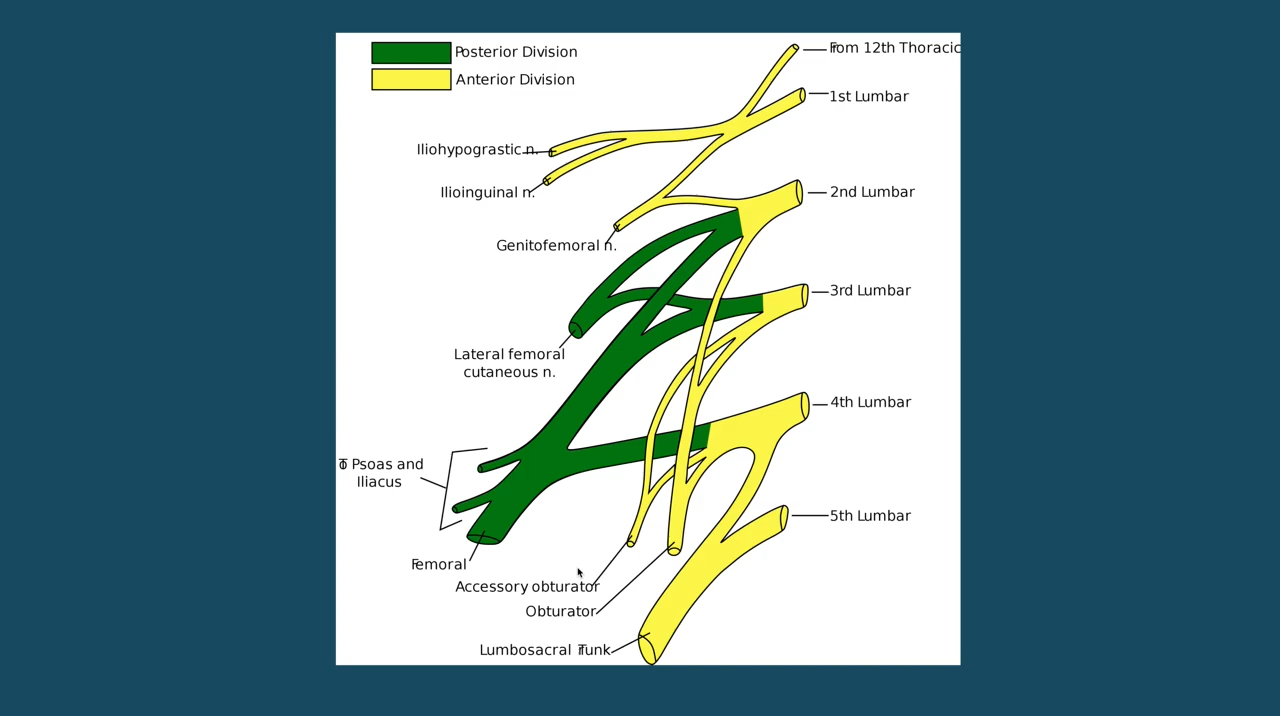 Posterior Division
Anterior Division
From 12th Thoracic
1st Lumbar
Iliohypograstic n.
Ilioinguinal n.
2nd Lumbar
Genitofemoral n.
3rd Lumbar
Lateral femoral
cutaneous n.
4th Lumbar
To Psoas and
Iliacus
5th Lumbar
Femoral
Accessory obturator
Obturator
Lumbosacral Trunk